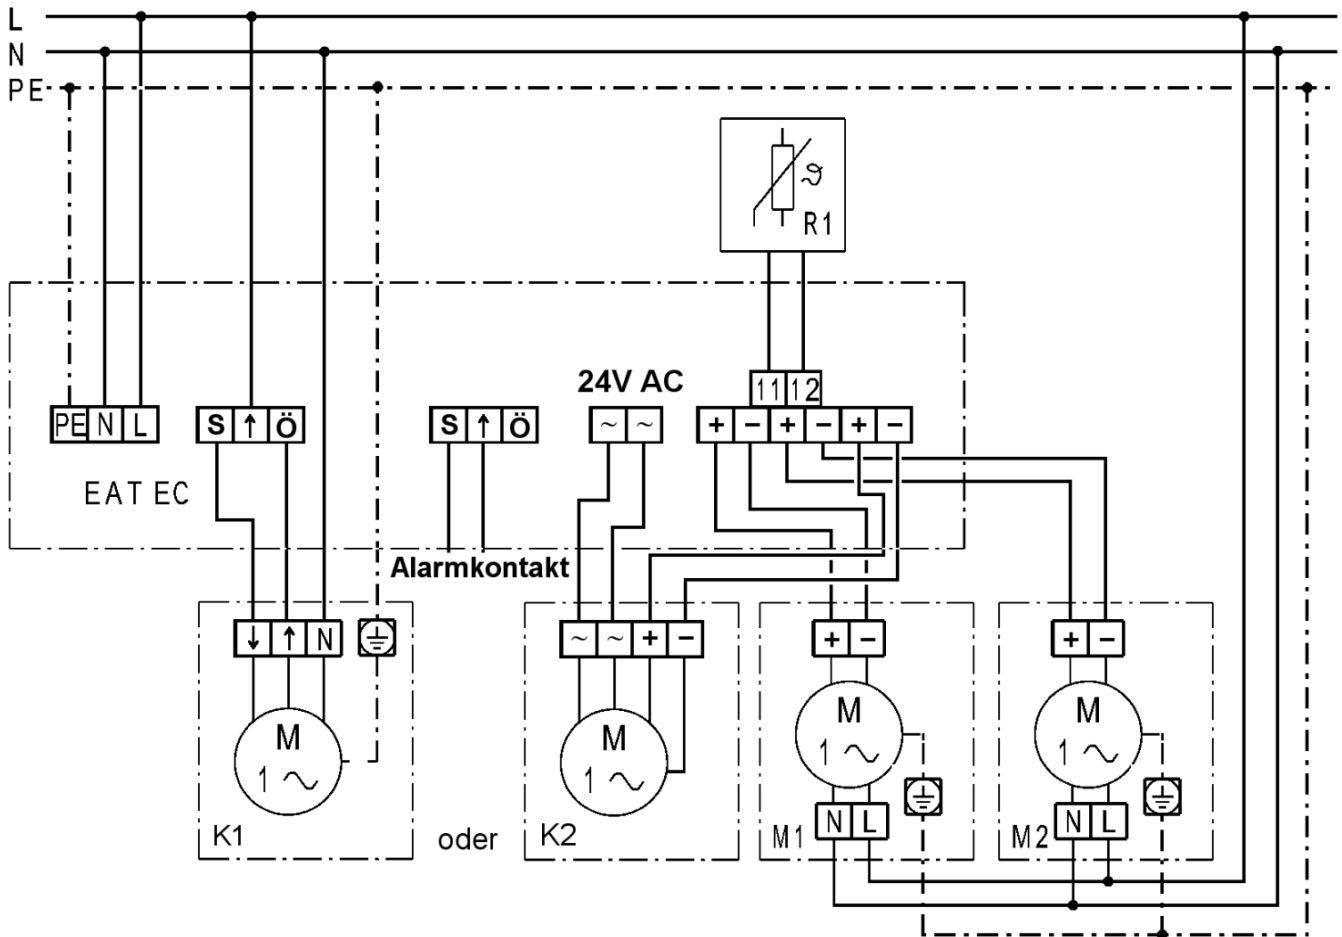 L
N
PE
R1
24V AC
11 12
PE N L S ↑ Ö S ↑ Ö ~ ~ + − + − + −
EAT EC
Alarmkontakt
↓ ↑ N ~ ~ + − + − + −
M M M M
1 ~ 1 ~ 1 ~ 1 ~
K1 oder K2 M1 N L M2 N L